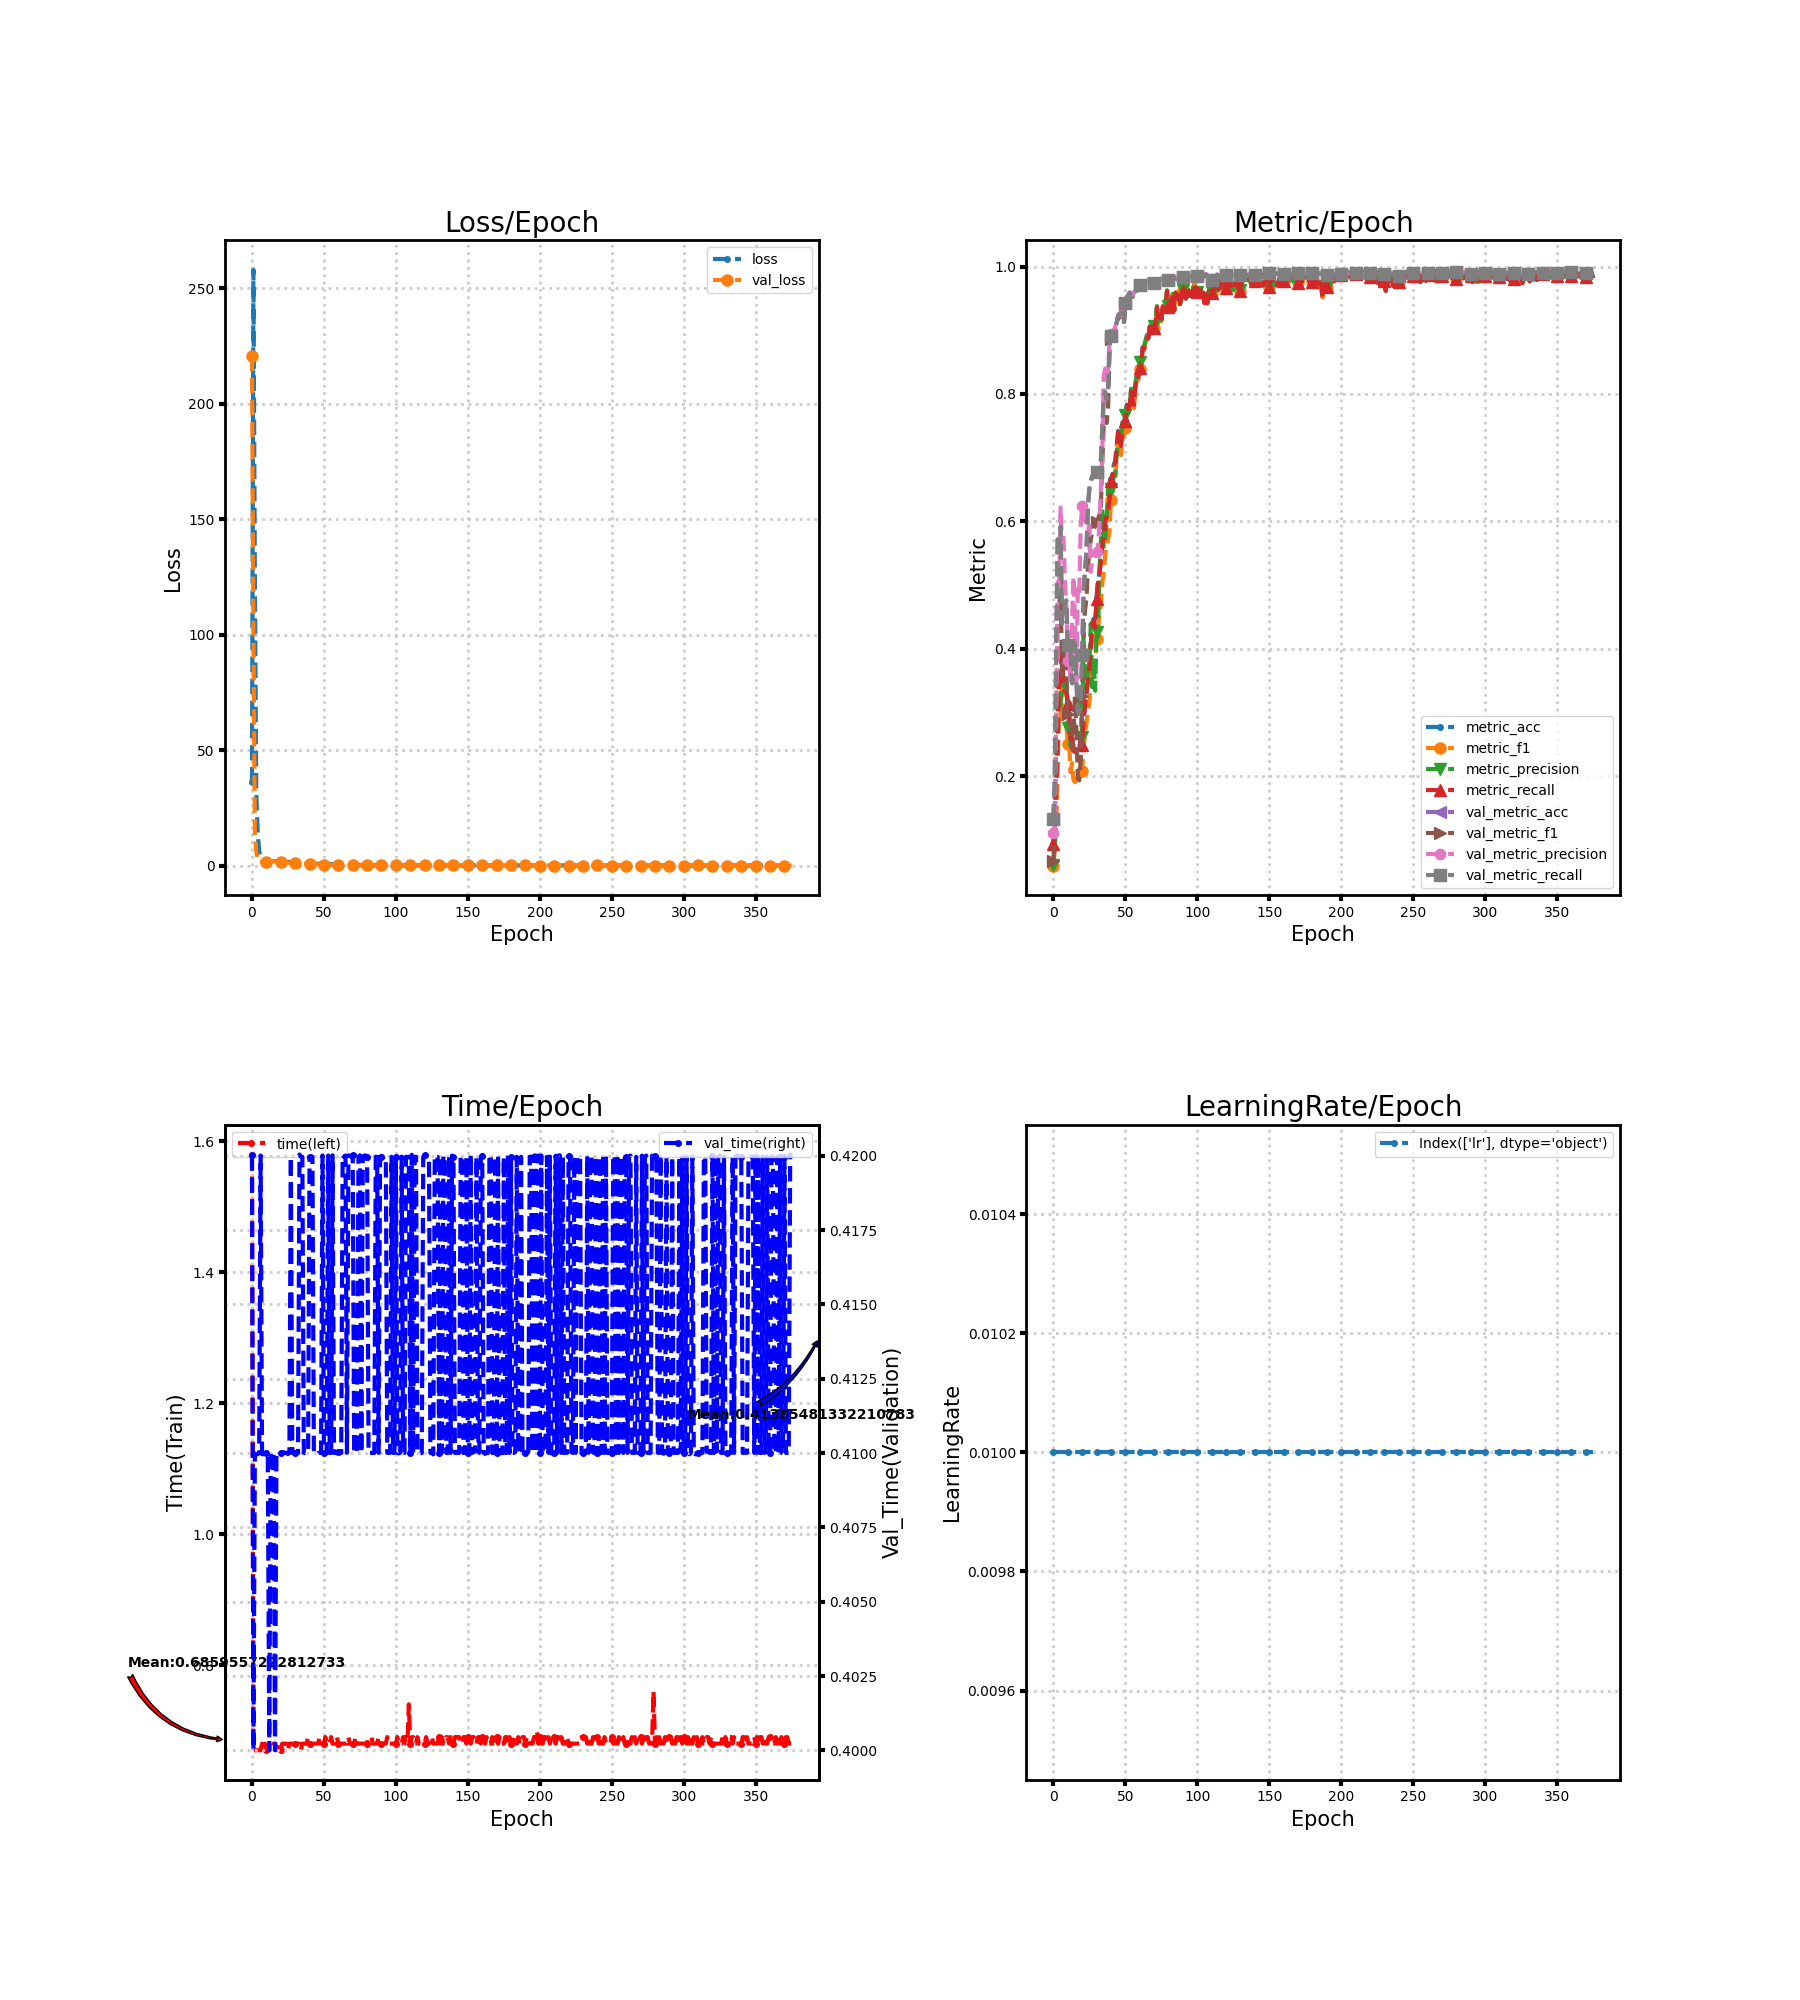 Loss/Epoch
loss
val_loss
250
200
150
100
50
0
Loss
0 50 100 150 200 250 300 350
Epoch
Metric/Epoch
1.0
0.8
0.6
0.4
0.2
Metric
metric_acc
metric_f1
metric_precision
metric_recall
val_metric_acc
val_metric_f1
val_metric_precision
val_metric_recall
0 50 100 150 200 250 300 350
Epoch
Time/Epoch
time(left)
val_time(right)
1.6
1.4
1.2
1.0
0.8
Time(Train)
0.4200
0.4175
0.4150
0.4125
0.4100
0.4075
0.4050
0.4025
0.4000
Val_Time(Validation)
Mean:0.41385481332210783
0 50 100 150 200 250 300 350
Epoch
LearningRate/Epoch
Index(['lr'], dtype='object')
0.0104
0.0102
0.0100
0.0098
0.0096
LearningRate
0 50 100 150 200 250 300 350
Epoch